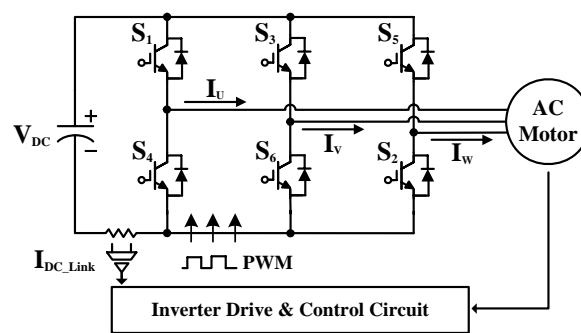 S1 S3 S5
IU
AC
Motor
VDC
+
−
S4 S6 S2
IV
IW
IDC_Link
PWM
Inverter Drive & Control Circuit